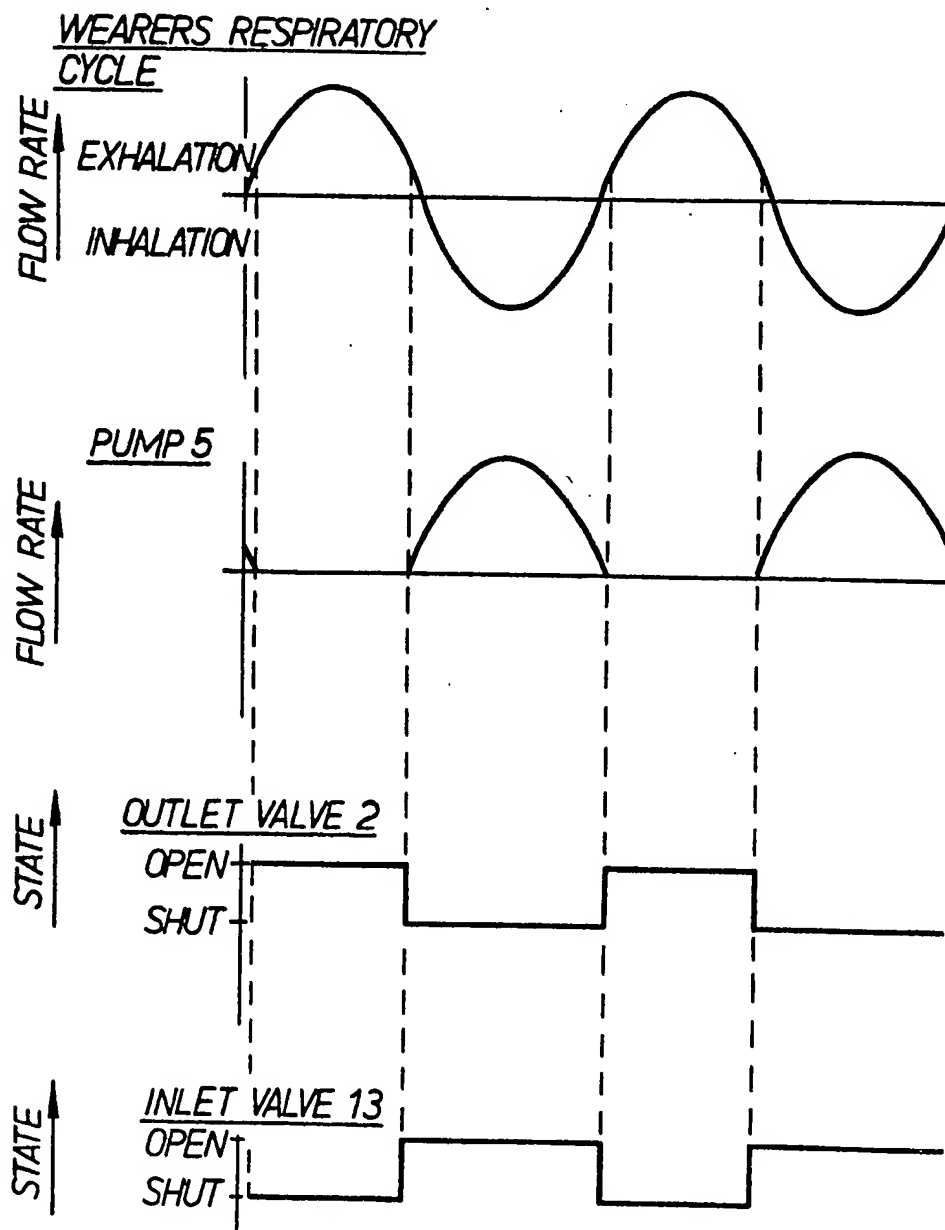 WEARERS RESPIRATORY
CYCLE
FLOW RATE
EXHALATION
INHALATION
PUMP 5
FLOW RATE
OUTLET VALVE 2
STATE
OPEN
SHUT
INLET VALVE 13
STATE
OPEN
SHUT